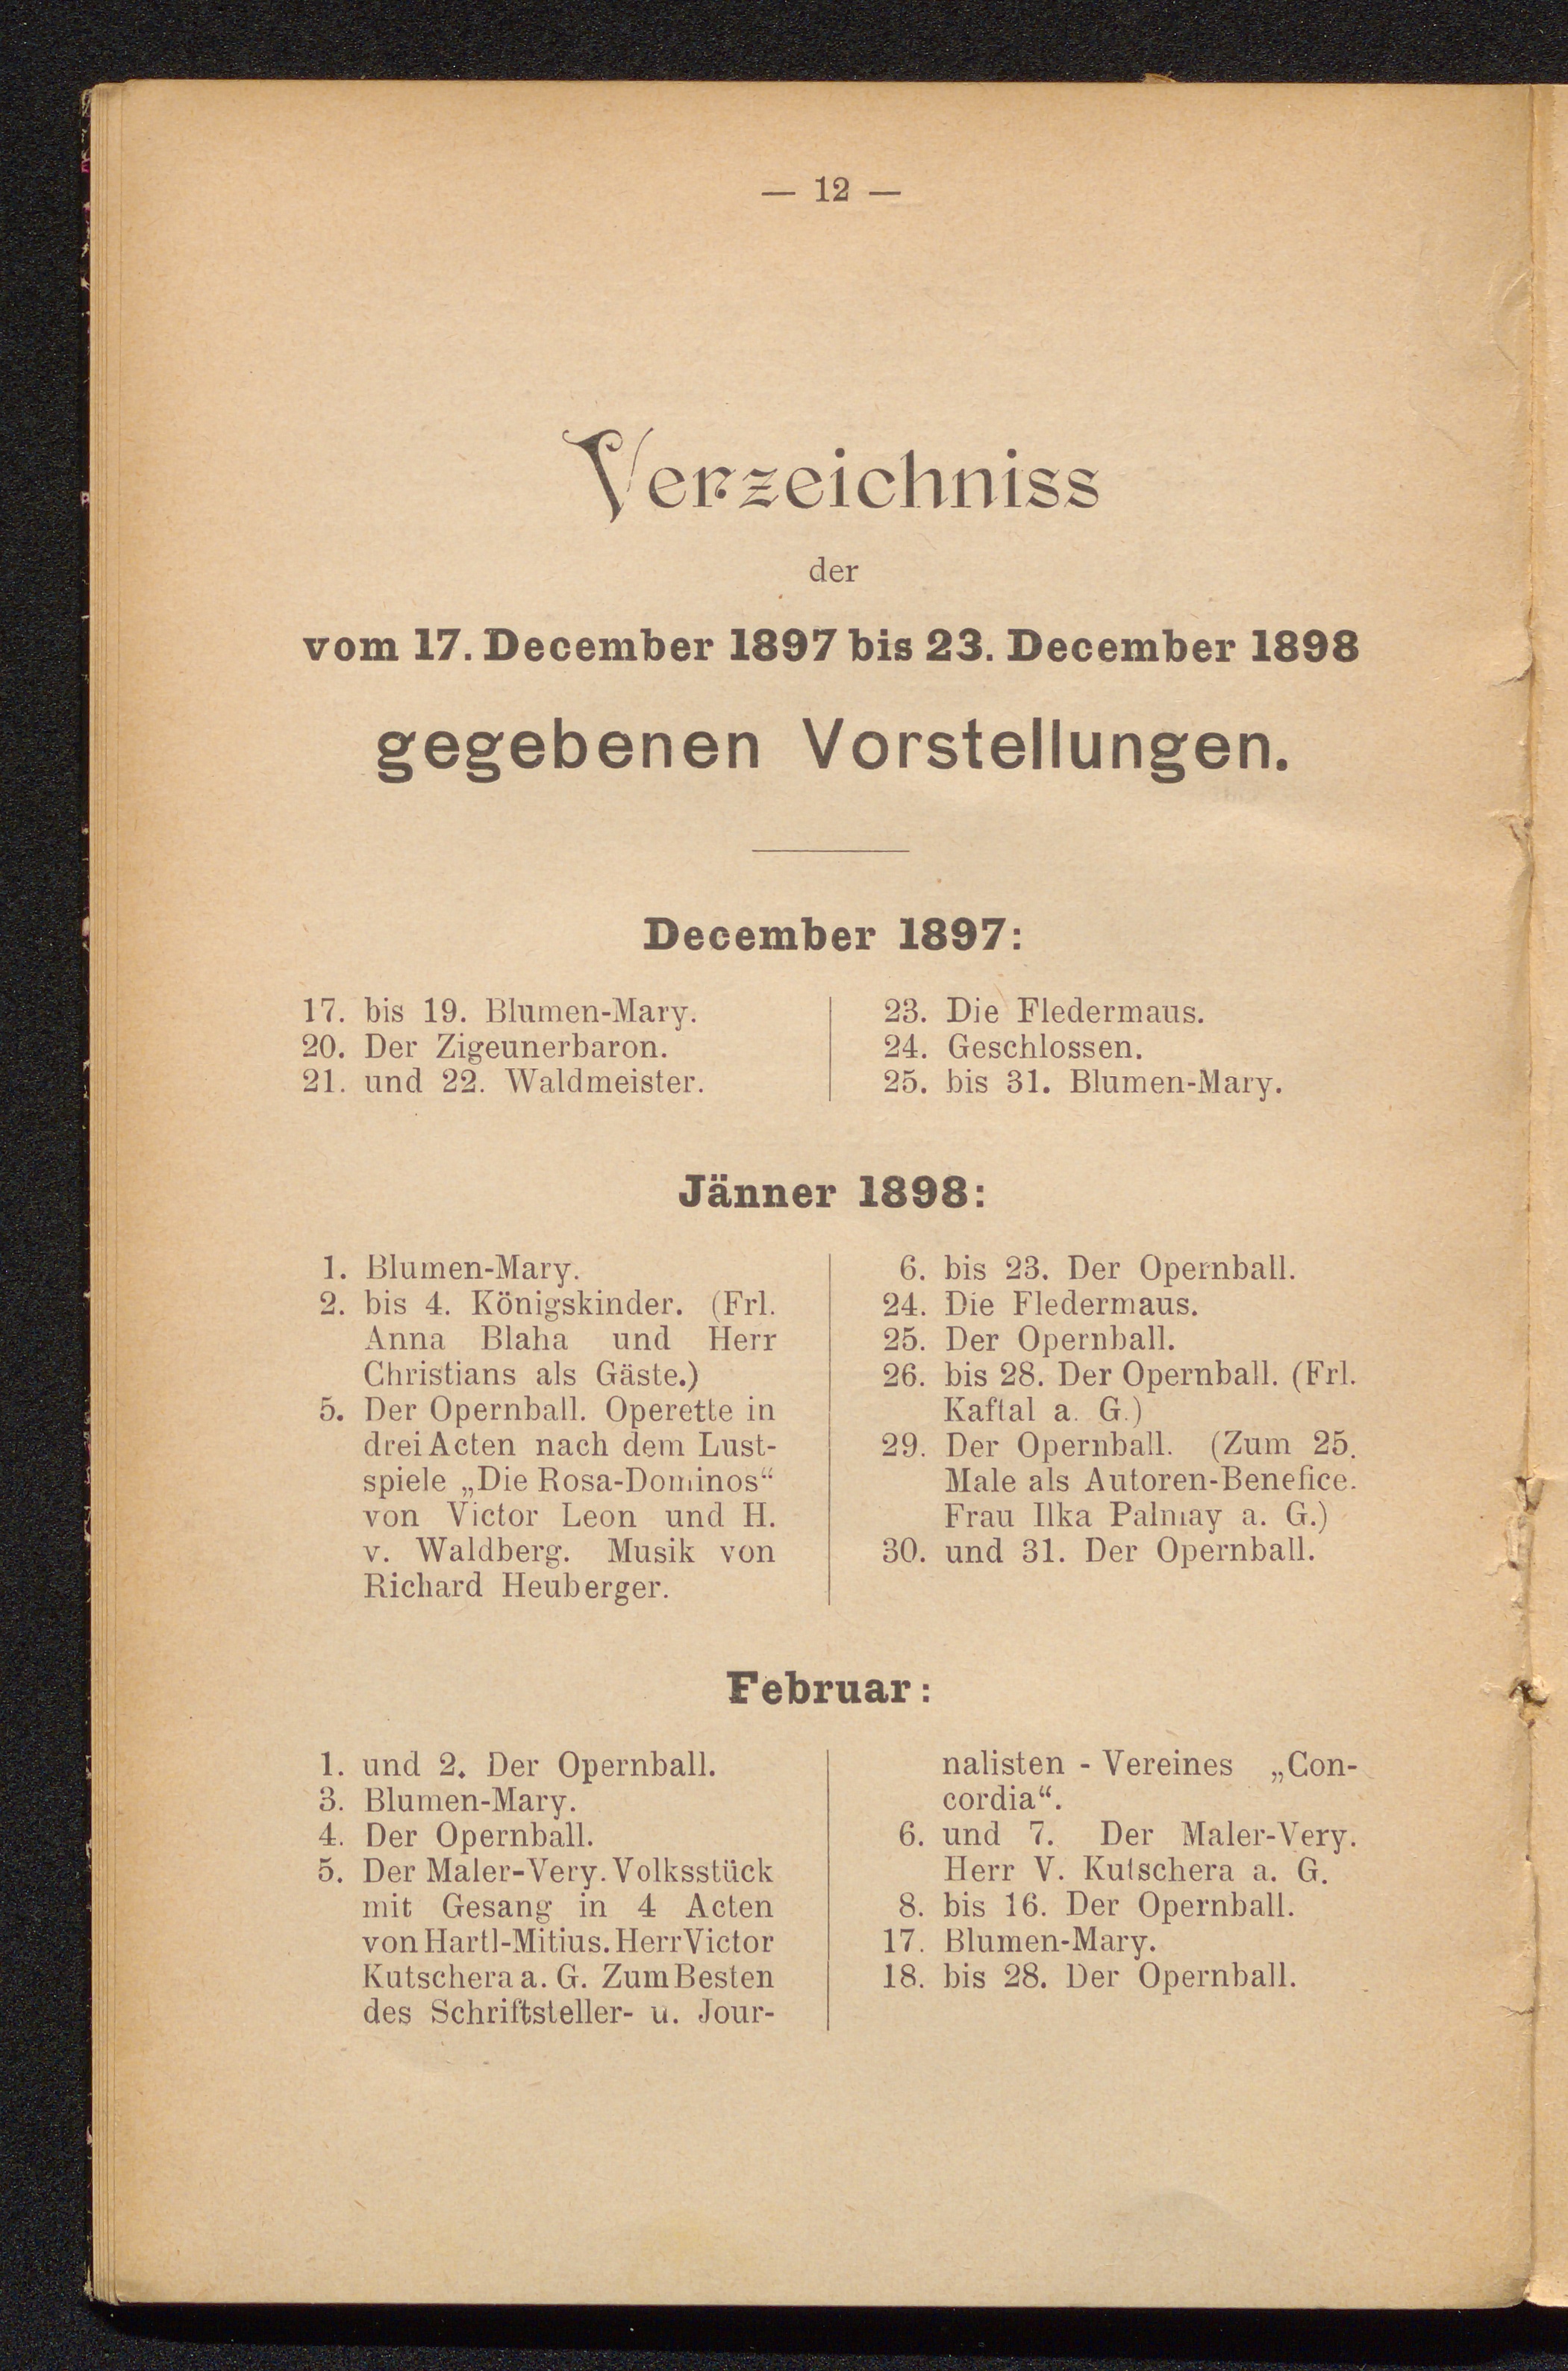 — 12 —
Verzeichniss
der
vom 17. December 1897 bis 23. December 1898
gegebenen Vorstellungen.
December 1897:
17. bis 19. Blumen-Mary.
20. Der Zigeunerbaron.
21. und 22. Waldmeister.
23. Die Fledermaus.
24. Geschlossen.
25. bis 31. Blumen-Mary.
Jänner 1898:
1. Blumen-Mary.
2. bis 4. Königskinder. (Frl.
Anna Blaha und Herr
Christians als Gäste.)
5. Der Opernball. Operette in
drei Acten nach dem Lust-
spiele „Die Rosa-Dominos“
von Victor Leon und H.
v. Waldberg. Musik von
Richard Heuberger.
6. bis 23. Der Opernball.
24. Die Fledermaus.
25. Der Opernball.
26. bis 28. Der Opernball. (Frl.
Kaftal a. G.)
29. Der Opernball. (Zum 25.
Male als Autoren-Benefice.
Frau Ilka Palmay a. G.)
30. und 31. Der Opernball.
Februar:
1. und 2. Der Opernball.
3. Blumen-Mary.
4. Der Opernball.
5. Der Maler-Very. Volksstück
mit Gesang in 4 Acten
von Hartl-Mitius. Herr Victor
Kutschera a. G. Zum Besten
des Schriftsteller- u. Jour-
nalisten - Vereines „Con-
cordia“.
6. und 7. Der Maler-Very.
Herr V. Kutschera a. G.
8. bis 16. Der Opernball.
17. Blumen-Mary.
18. bis 28. Der Opernball.